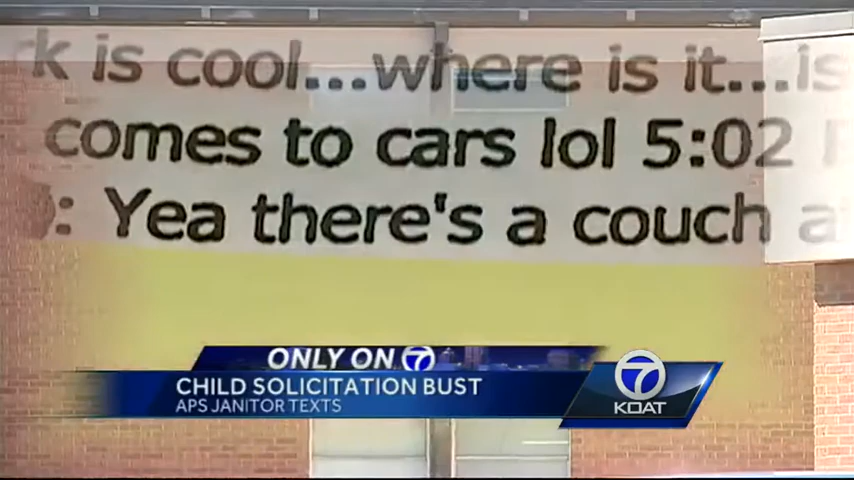 k is cool...where is it...is
comes to cars lol 5:02
: Yea there's a couch a
ONLY ON 7
CHILD SOLICITATION BUST
APS JANITOR TEXTS
7
KOAT